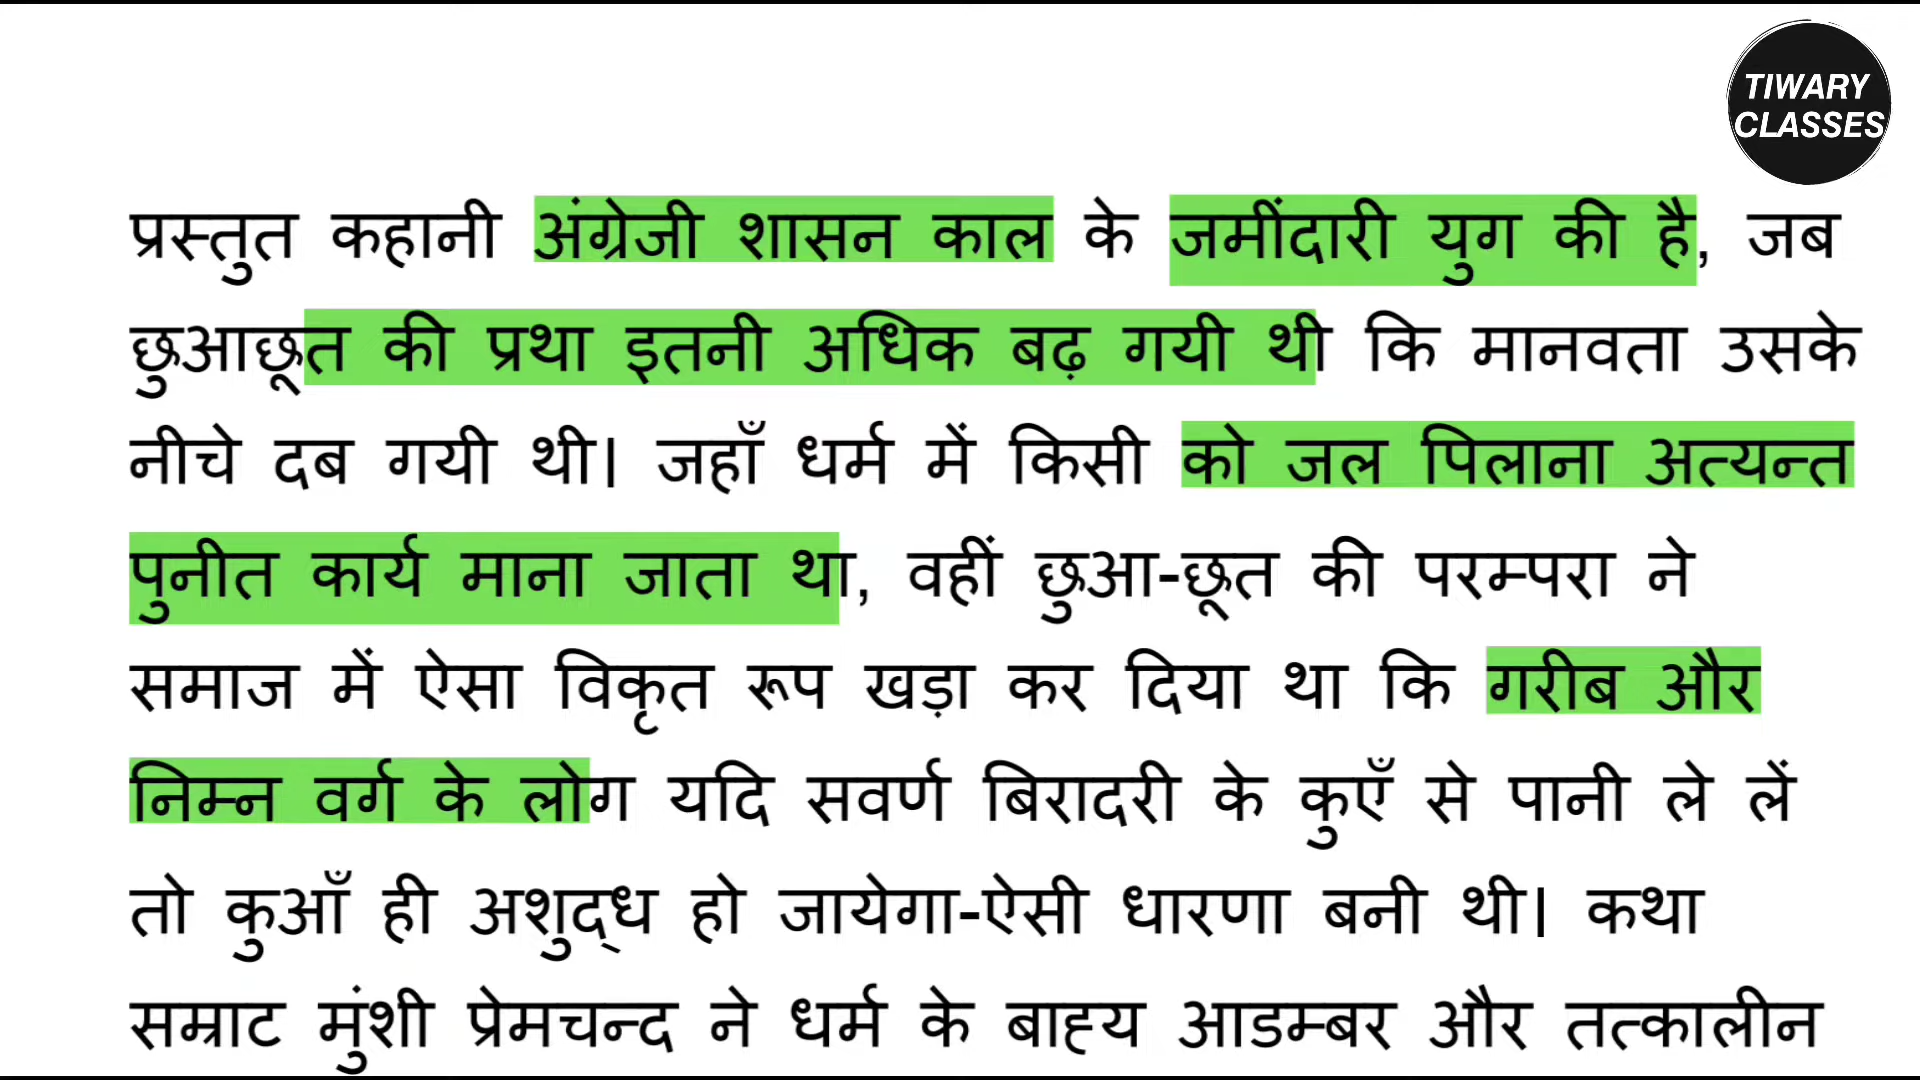 TIWARY
CLASSES
प्रस्तुत कहानी अंग्रेजी शासन काल के जमींदारी युग की है, जब
छुआछूत की प्रथा इतनी अधिक बढ़ गयी थी कि मानवता उसके
नीचे दब गयी थी। जहाँ धर्म में किसी को जल पिलाना अत्यन्त
पुनीत कार्य माना जाता था, वहीं छुआ-छूत की परम्परा ने
समाज में ऐसा विकृत रूप खड़ा कर दिया था कि गरीब और
निम्न वर्ग के लोग यदि सवर्ण बिरादरी के कुएँ से पानी ले लें
तो कुआँ ही अशुद्ध हो जायेगा-ऐसी धारणा बनी थी। कथा
सम्राट मुंशी प्रेमचन्द ने धर्म के बाह्य आडम्बर और तत्कालीन